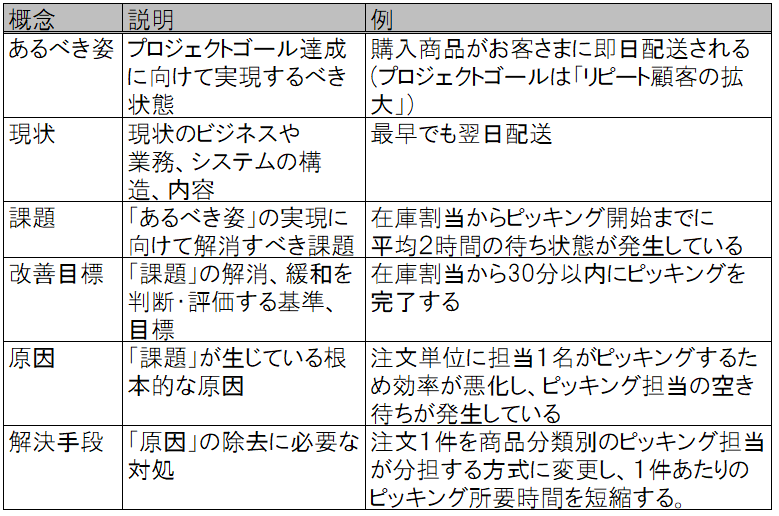 概念 説明 例
あるべき姿 プロジェクトゴール達成 購入商品がお客さまに即日配送される
に向けて実現するべき (プロジェクトゴールは「リピート顧客の拡
状態 大」)
現状 現状のビジネスや 最早でも翌日配送
業務、システムの構
造、内容
課題 「あるべき姿」の実現に 在庫割当からピッキング開始までに
向けて解消すべき課題 平均2時間の待ち状態が発生している
改善目標 「課題」の解消、緩和を 在庫割当から30分以内にピッキングを
判断・評価する基準、 完了する
目標
原因 「課題」が生じている根 注文単位に担当1名がピッキングするた
本的な原因 め効率が悪化し、ピッキング担当の空き
待ちが発生している
解決手段 「原因」の除去に必要な 注文1件を商品分類別のピッキング担当
対処 が分担する方式に変更し、1件あたりの
ピッキング所要時間を短縮する。